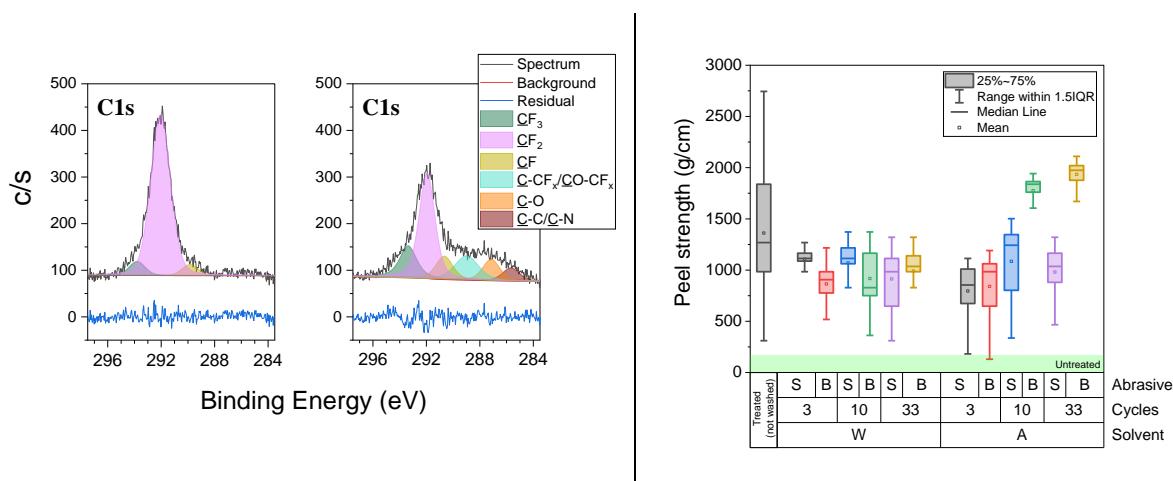 C1s
500
400
300
200
100
0
296
292
288
284
c/s
C1s
500
400
300
200
100
0
296
292
288
284
Spectrum
Background
Residual
CF₃
CF₂
CF
C-CFₓ/CO-CFₓ
C-O
C-C/C-N
Binding Energy (eV)
Peel strength (g/cm)
3000
2500
2000
1500
1000
500
0
25%~75%
Range within 1.5IQR
Median Line
Mean
Untreated
Treated
(not washed)
S B S B S B S B S B S B Abrasive
3 10 33 3 10 33 Cycles
W A Solvent